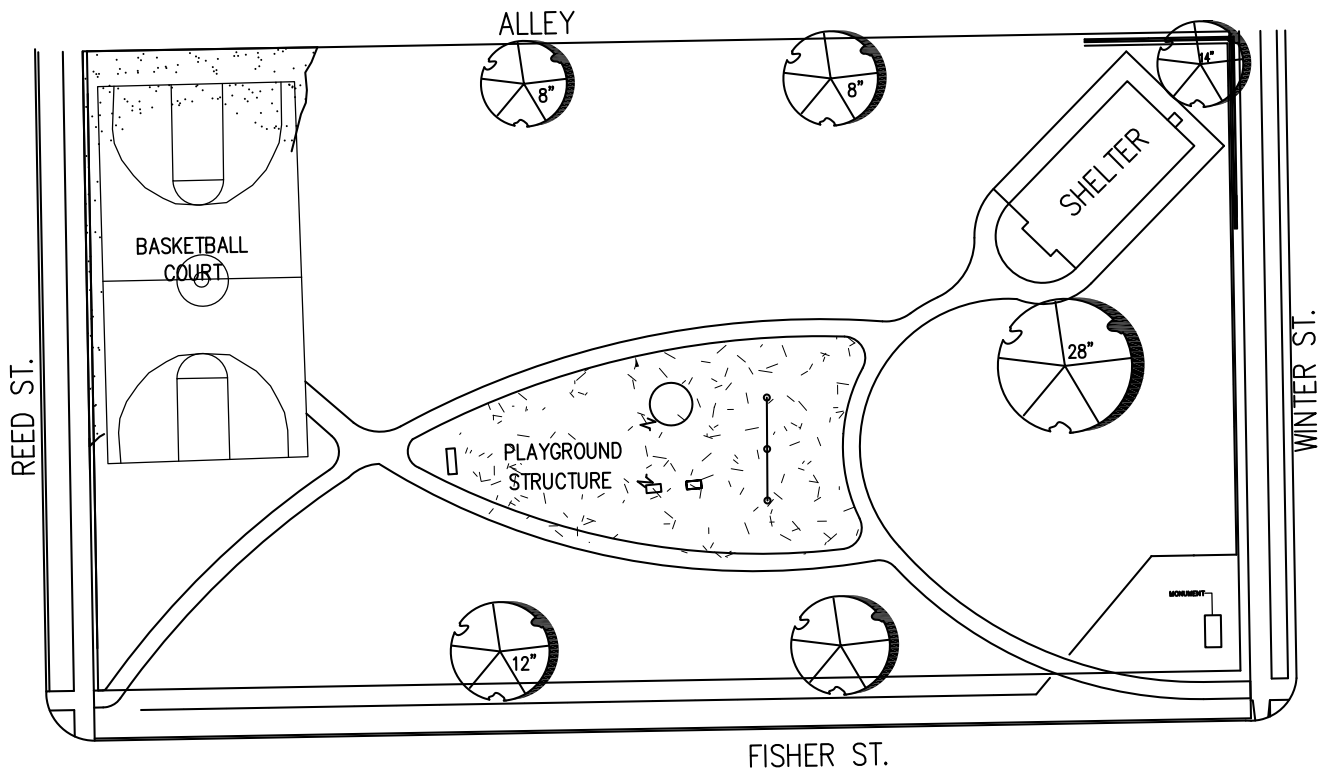 ALLEY
8”
8”
14”
SHELTER
BASKETBALL
COURT
28”
REED ST.
WINTER ST.
PLAYGROUND
STRUCTURE
MONUMENT
12”
FISHER ST.